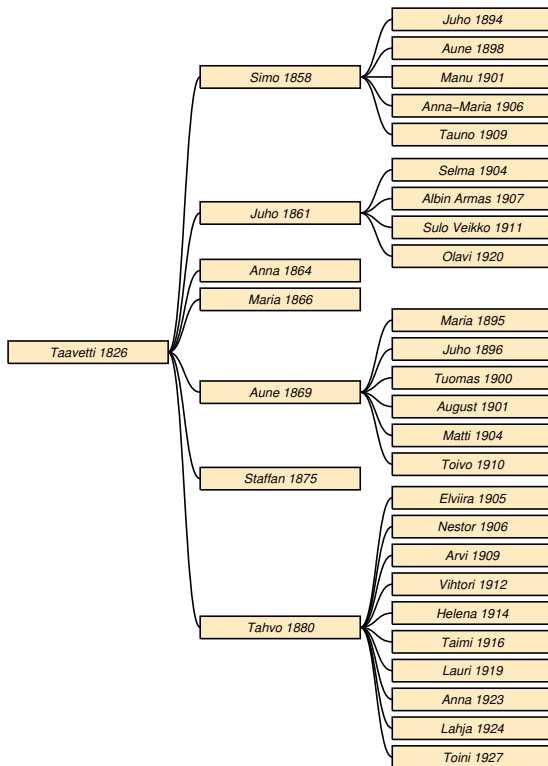 Taavetti 1826
Simo 1858
Juho 1894
Aune 1898
Manu 1901
Anna–Maria 1906
Tauno 1909
Juho 1861
Selma 1904
Albin Armas 1907
Sulo Veikko 1911
Olavi 1920
Anna 1864
Maria 1866
Aune 1869
Maria 1895
Juho 1896
Tuomas 1900
August 1901
Matti 1904
Toivo 1910
Staffan 1875
Tahvo 1880
Elviira 1905
Nestor 1906
Arvi 1909
Vihtori 1912
Helena 1914
Taimi 1916
Lauri 1919
Anna 1923
Lahja 1924
Toini 1927